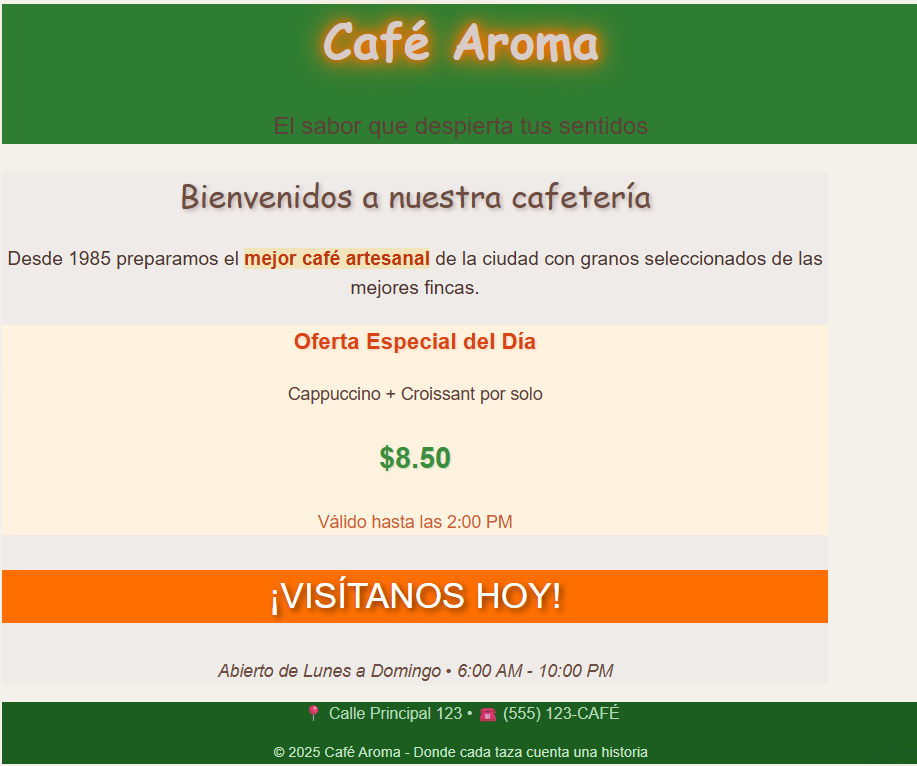 Café Aroma
El sabor que despierta tus sentidos
Bienvenidos a nuestra cafetería
Desde 1985 preparamos el mejor café artesanal de la ciudad con granos seleccionados de las
mejores fincas.
Oferta Especial del Día
Cappuccino + Croissant por solo
$8.50
Válido hasta las 2:00 PM
¡VISÍTANOS HOY!
Abierto de Lunes a Domingo • 6:00 AM - 10:00 PM
📍 Calle Principal 123 • ☎️ (555) 123-CAFÉ
© 2025 Café Aroma - Donde cada taza cuenta una historia